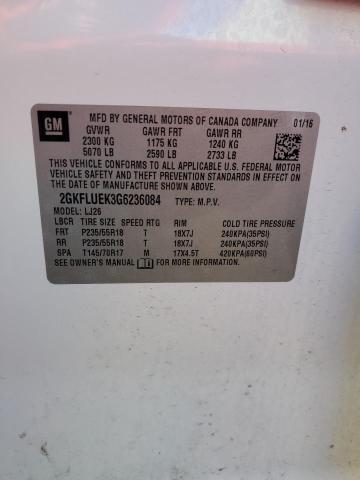 GM
MFD BY GENERAL MOTORS OF CANADA COMPANY 01/16
GVWR GAWR FRT GAWR RR
2300 KG 1175 KG 1240 KG
5070 LB 2590 LB 2733 LB
THIS VEHICLE CONFORMS TO ALL APPLICABLE U.S. FEDERAL MOTOR
VEHICLE SAFETY AND THEFT PREVENTION STANDARDS IN EFFECT ON
THE DATE OF MANUFACTURE SHOWN ABOVE.
2GKFLUEK3G6236084 TYPE: M.P.V.
MODEL: LJ26
LBCR TIRE SIZE SPEED RTG RIM COLD TIRE PRESSURE
FRT P235/55R18 T 18X7J 240KPA(35PSI)
RR P235/55R18 T 18X7J 240KPA(35PSI)
SPA T145/70R17 M 17X4.5T 420KPA(60PSI)
SEE OWNER'S MANUAL FOR MORE INFORMATION.